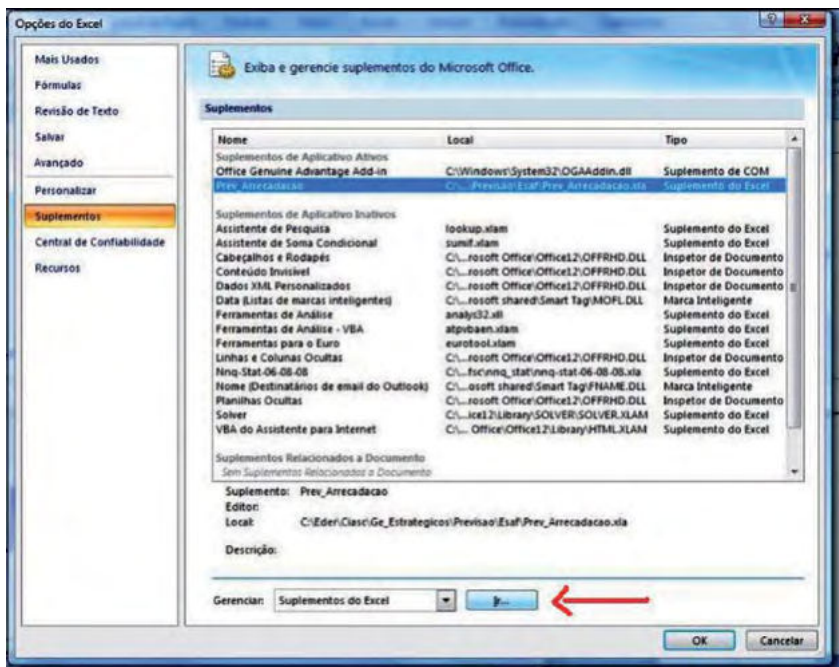 Opções do Excel
Mais Usados
Fórmulas
Revisão de Texto
Salvar
Avançado
Personalizar
Suplementos
Central de Confiabilidade
Recursos
Exiba e gerencie suplementos do Microsoft Office.
Suplementos
Nome Local Tipo
Suplementos de Aplicativo Ativos
Office Genuine Advantage Add-in C:\Windows\System32\OGAAddin.dll Suplemento de COM
Prev_Arrecadacao C:\...\Previsao\Esaf\Prev_Arrecadacao.xla Suplemento do Excel
Suplementos de Aplicativo Inativos
Assistente de Pesquisa lookup.xlam Suplemento do Excel
Assistente de Soma Condicional sumif.xlam Suplemento do Excel
Cabeçalhos e Rodapés C:\...rosoft Office\Office12\OFFRHD.DLL Inspetor de Documento
Conteúdo Invisível C:\...rosoft Office\Office12\OFFRHD.DLL Inspetor de Documento
Dados XML Personalizados C:\...rosoft Office\Office12\OFFRHD.DLL Inspetor de Documento
Data (Listas de marcas inteligentes) C:\...rosoft shared\Smart Tag\MOFL.DLL Marca Inteligente
Ferramentas de Análise analys32.xll Suplemento do Excel
Ferramentas de Análise - VBA atpvbaen.xlam Suplemento do Excel
Ferramentas para o Euro eurotool.xlam Suplemento do Excel
Linhas e Colunas Ocultas C:\...rosoft Office\Office12\OFFRHD.DLL Inspetor de Documento
Nnq-Stat-06-08-08 C:\...fsc\nnq_stat\nnq-stat-06-08-08.xla Suplemento do Excel
Nome (Destinatários de email do Outlook) C:\...osoft shared\Smart Tag\FNAME.DLL Marca Inteligente
Planilhas Ocultas C:\...rosoft Office\Office12\OFFRHD.DLL Inspetor de Documento
Solver C:\...ice12\Library\SOLVER\SOLVER.XLAM Suplemento do Excel
VBA do Assistente para Internet C:\... Office\Office12\Library\HTML.XLAM Suplemento do Excel
Suplementos Relacionados a Documento
Sem Suplementos Relacionados a Documento
Suplemento: Prev_Arrecadacao
Editor:
Local: C:\Eder\Ciasc\Ge_Estrategicos\Previsao\Esaf\Prev_Arrecadacao.xla
Descrição:
Gerenciar: Suplementos do Excel Ir...
OK Cancelar